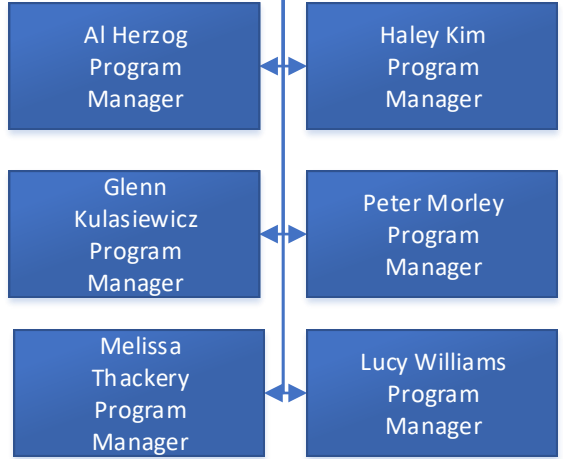 Al Herzog
Program
Manager
Haley Kim
Program
Manager
Glenn
Kulasiewicz
Program
Manager
Peter Morley
Program
Manager
Melissa
Thackery
Program
Manager
Lucy Williams
Program
Manager